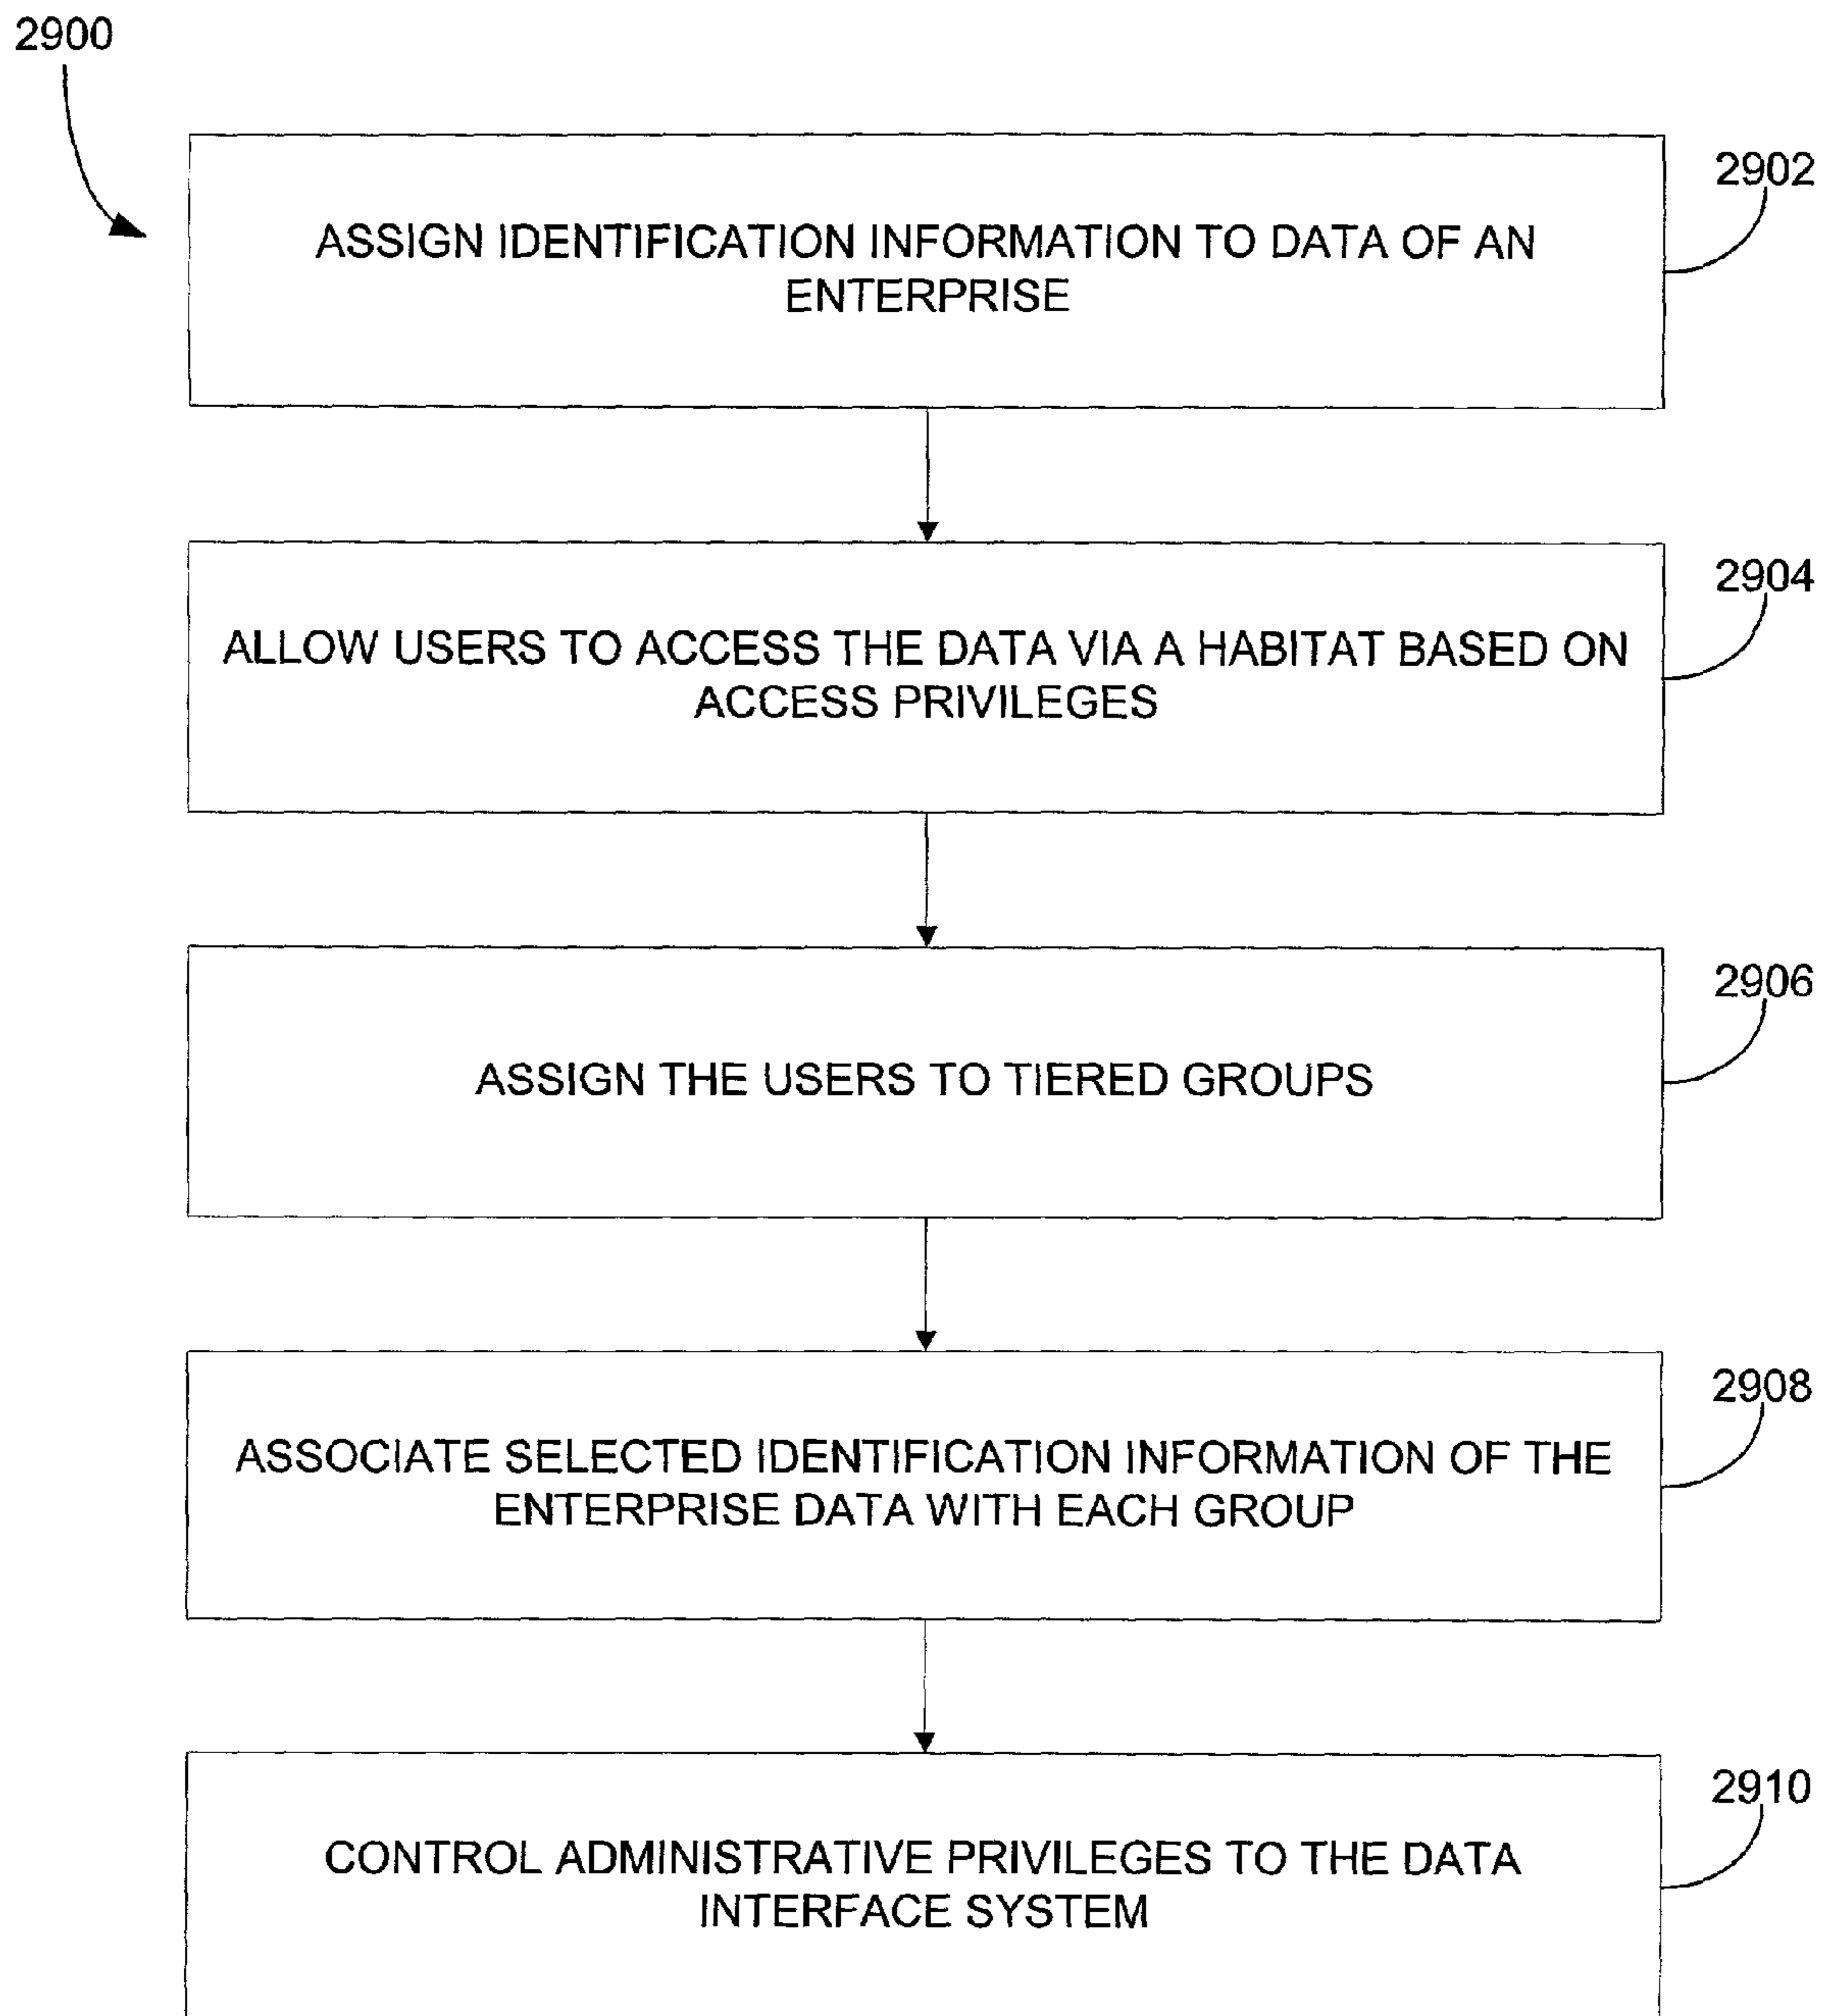 2900
2902
ASSIGN IDENTIFICATION INFORMATION TO DATA OF AN
ENTERPRISE
2904
ALLOW USERS TO ACCESS THE DATA VIA A HABITAT BASED ON
ACCESS PRIVILEGES
2906
ASSIGN THE USERS TO TIERED GROUPS
2908
ASSOCIATE SELECTED IDENTIFICATION INFORMATION OF THE
ENTERPRISE DATA WITH EACH GROUP
2910
CONTROL ADMINISTRATIVE PRIVILEGES TO THE DATA
INTERFACE SYSTEM